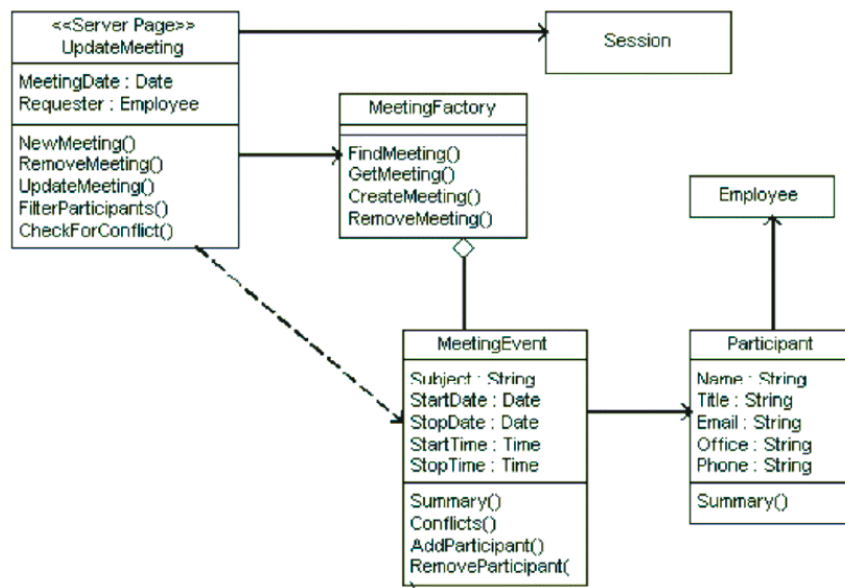 <<Server Page>>
UpdateMeeting
MeetingDate : Date
Requester : Employee
NewMeeting()
RemoveMeeting()
UpdateMeeting()
FilterParticipants()
CheckForConflict()
Session
MeetingFactory
FindMeeting()
GetMeeting()
CreateMeeting()
RemoveMeeting()
Employee
MeetingEvent
Subject : String
StartDate : Date
StopDate : Date
StartTime : Time
StopTime : Time
Summary()
Conflicts()
AddParticipant()
RemoveParticipant(
Participant
Name : String
Title : String
Email : String
Office : String
Phone : String
Summary()